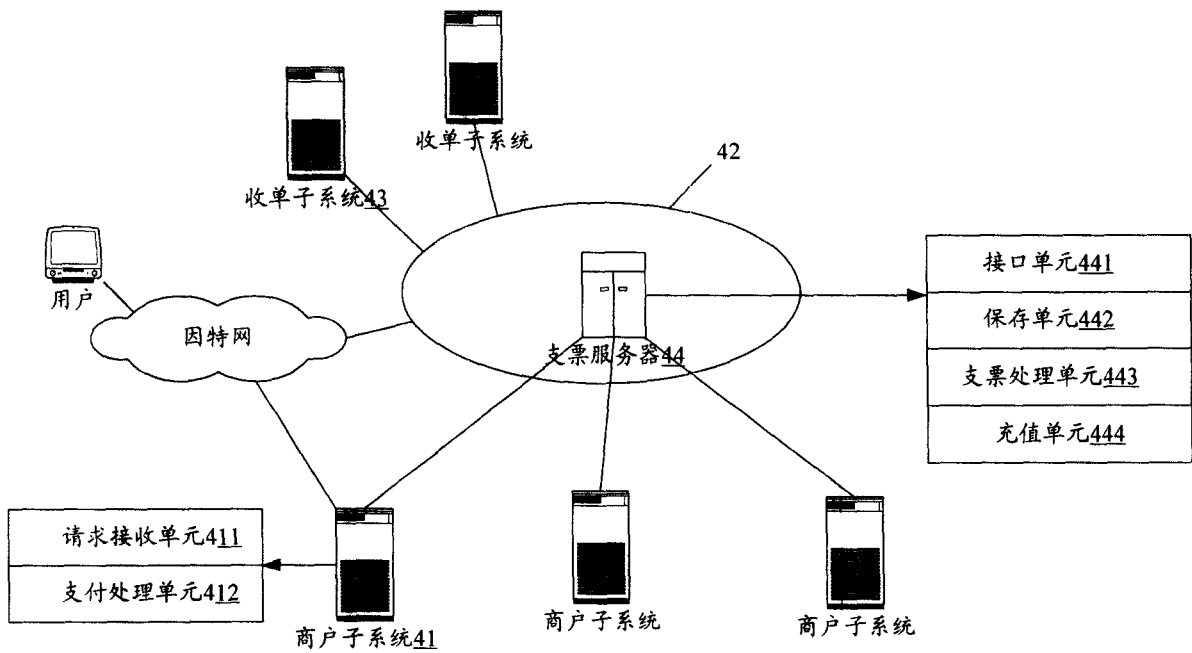 收单子系统
收单子系统43
42
用户
因特网
支票服务器44
接口单元441
保存单元442
支票处理单元443
充值单元444
请求接收单元411
支付处理单元412
商户子系统41
商户子系统
商户子系统